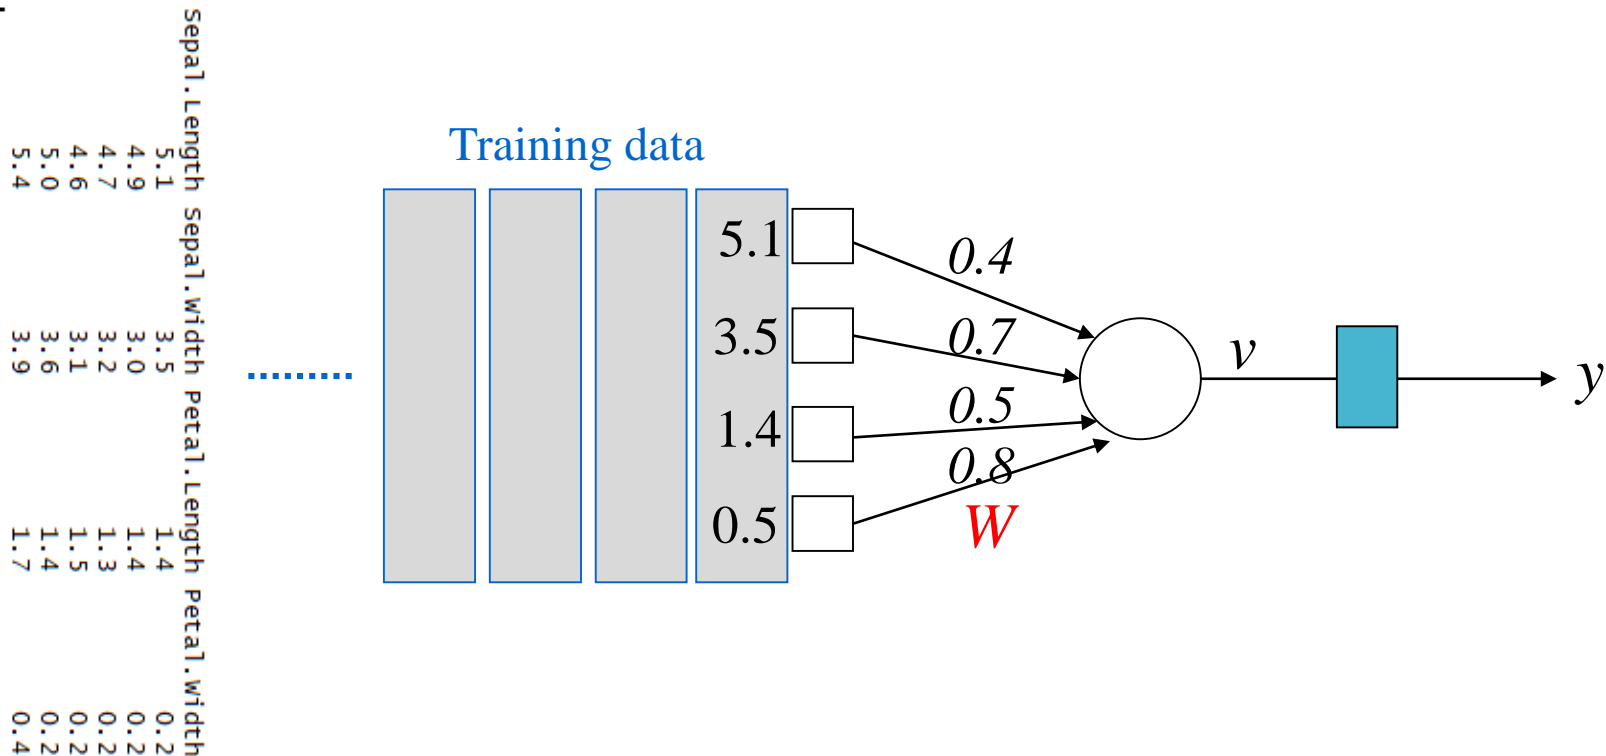 Sepal.Length Sepal.Width Petal.Length Petal.Width
5.1 3.5 1.4 0.2
4.9 3.0 1.4 0.2
4.7 3.2 1.3 0.2
4.6 3.1 1.5 0.2
5.0 3.6 1.4 0.2
5.4 3.9 1.7 0.4
Training data
5.1
3.5
1.4
0.5
0.4
0.7
0.5
0.8
W
v
y